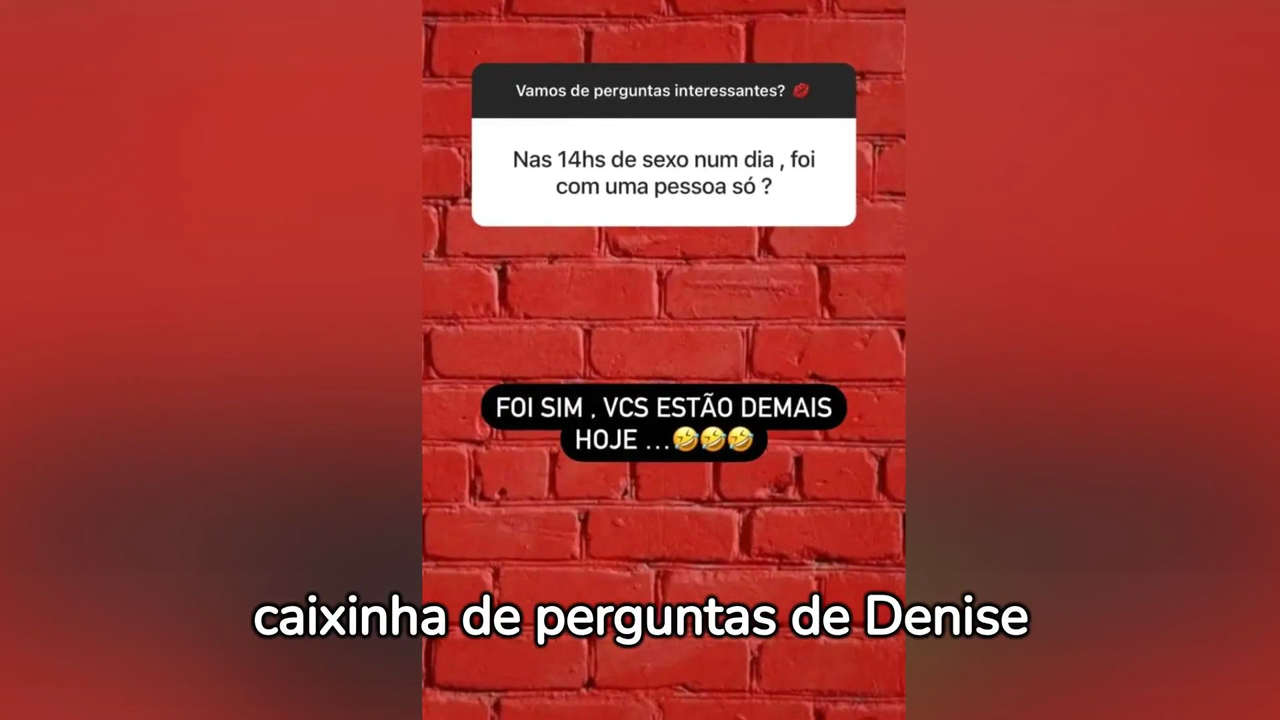 Vamos de perguntas interessantes? 💋
Nas 14hs de sexo num dia , foi
com uma pessoa só ?
FOI SIM , VCS ESTÃO DEMAIS
HOJE ...🤣🤣🤣
caixinha de perguntas de Denise